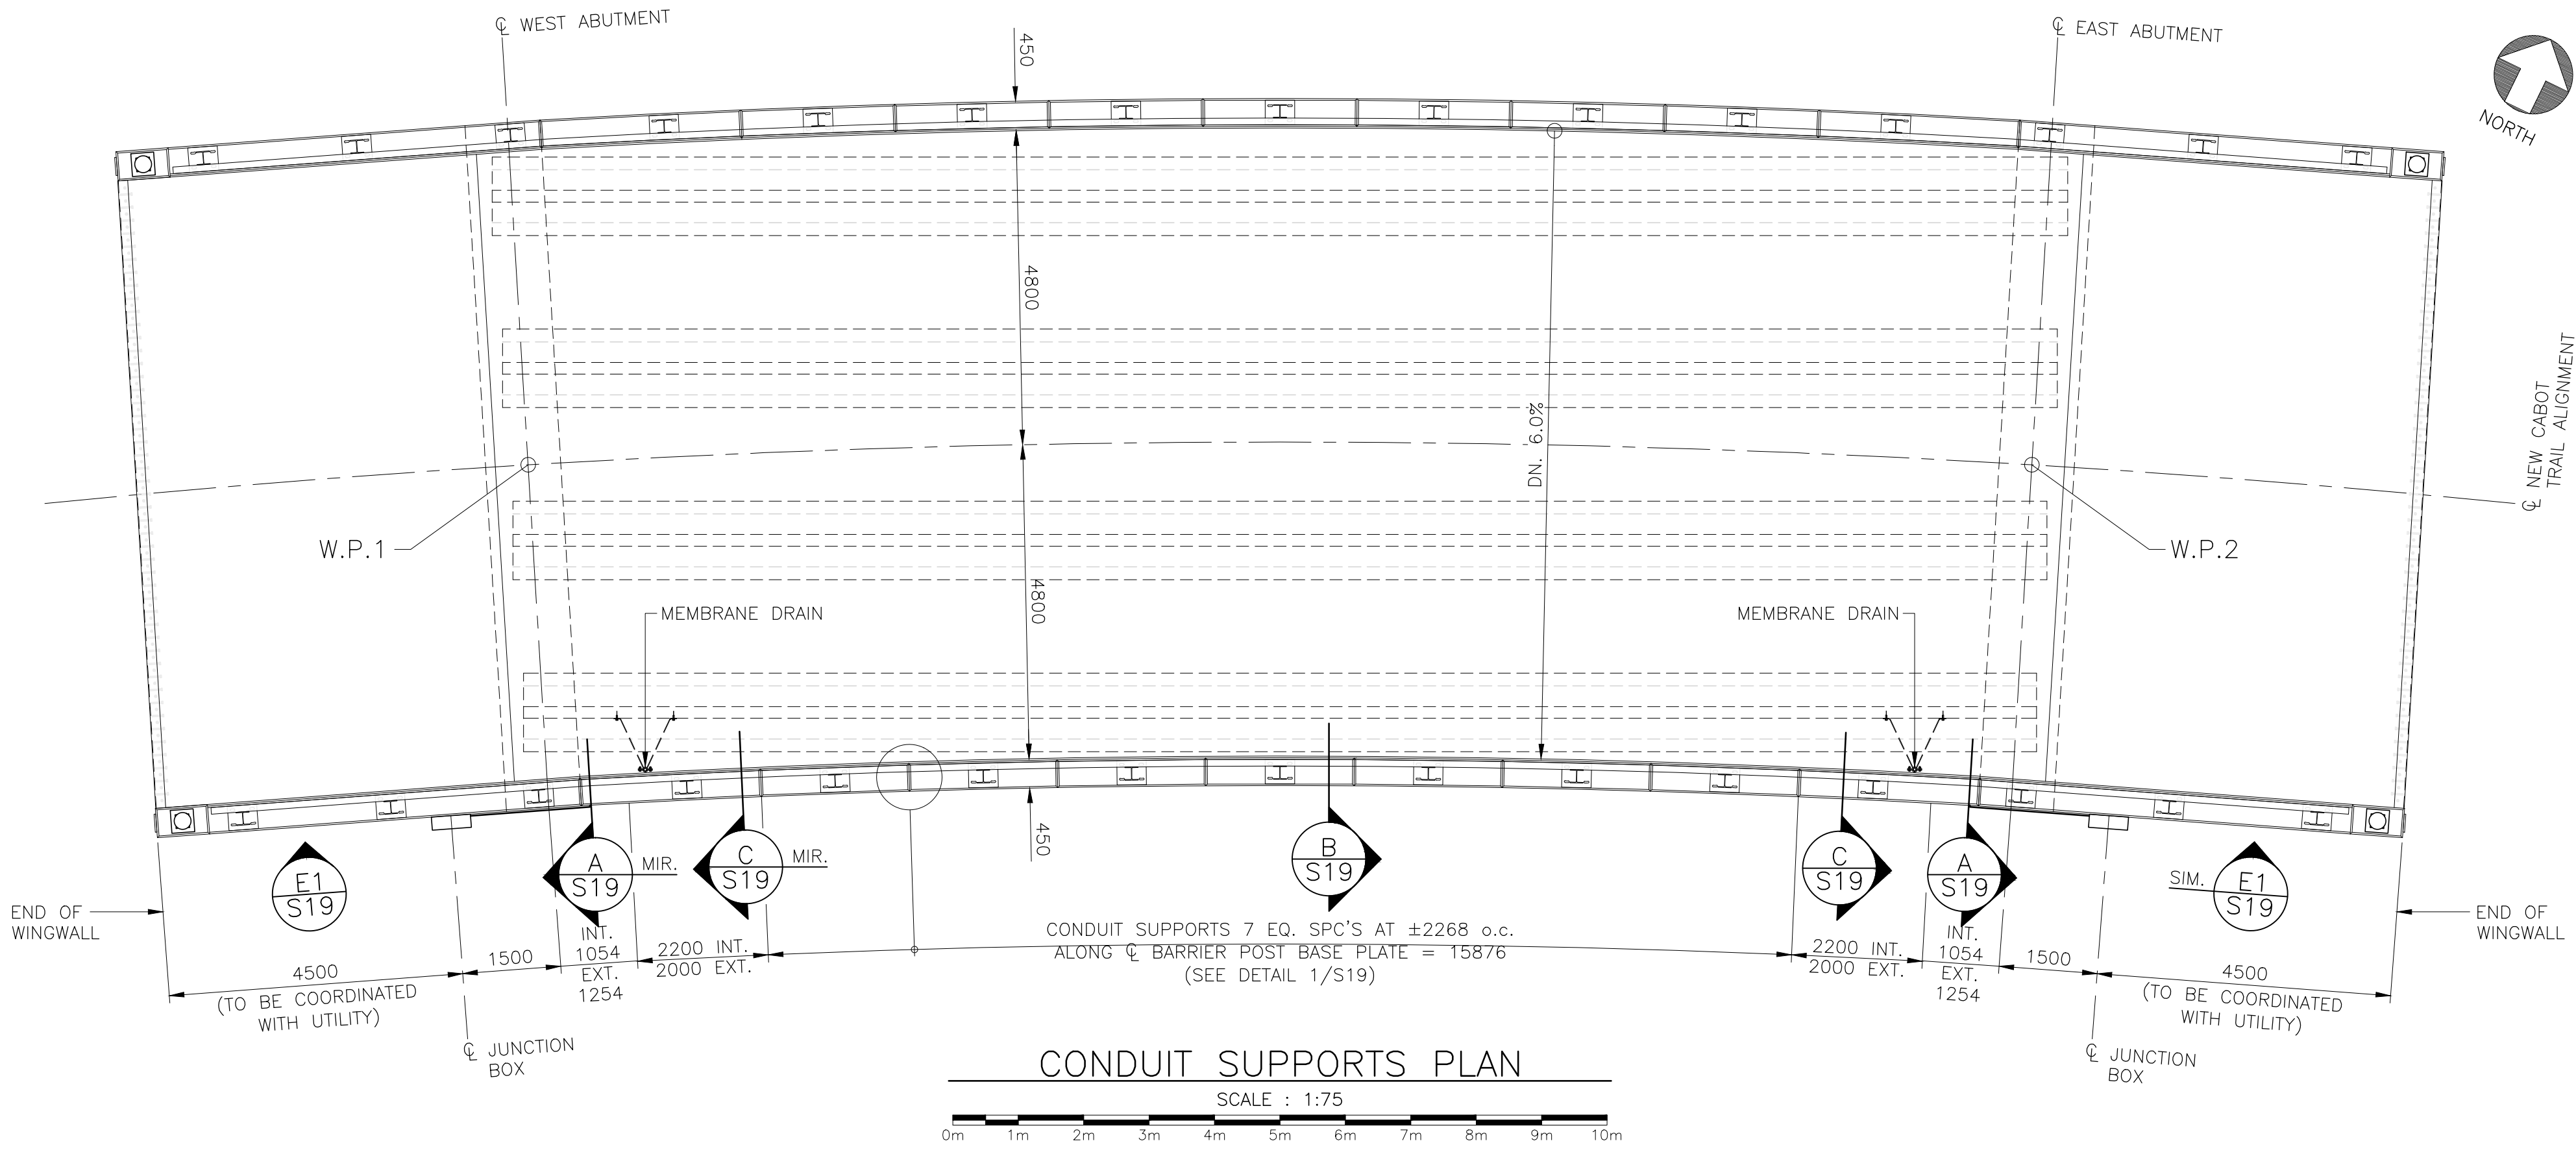 ℄ WEST ABUTMENT
℄ EAST ABUTMENT
450
NORTH
4800
DN. 6.0%
℄ NEW CABOT
TRAIL ALIGNMENT
W.P.1
W.P.2
4800
MEMBRANE DRAIN
MEMBRANE DRAIN
450
A
S19
MIR.
C
S19
MIR.
B
S19
C
S19
A
S19
E1
S19
SIM.
E1
S19
END OF
WINGWALL
END OF
WINGWALL
4500
(TO BE COORDINATED
WITH UTILITY)
1500
INT.
1054
EXT.
1254
2200 INT.
2000 EXT.
CONDUIT SUPPORTS 7 EQ. SPC'S AT ±2268 o.c.
ALONG ℄ BARRIER POST BASE PLATE = 15876
(SEE DETAIL 1/S19)
2200 INT.
2000 EXT.
INT.
1054
EXT.
1254
1500
4500
(TO BE COORDINATED
WITH UTILITY)
℄ JUNCTION
BOX
℄ JUNCTION
BOX
CONDUIT SUPPORTS PLAN
SCALE : 1:75
0m 1m 2m 3m 4m 5m 6m 7m 8m 9m 10m